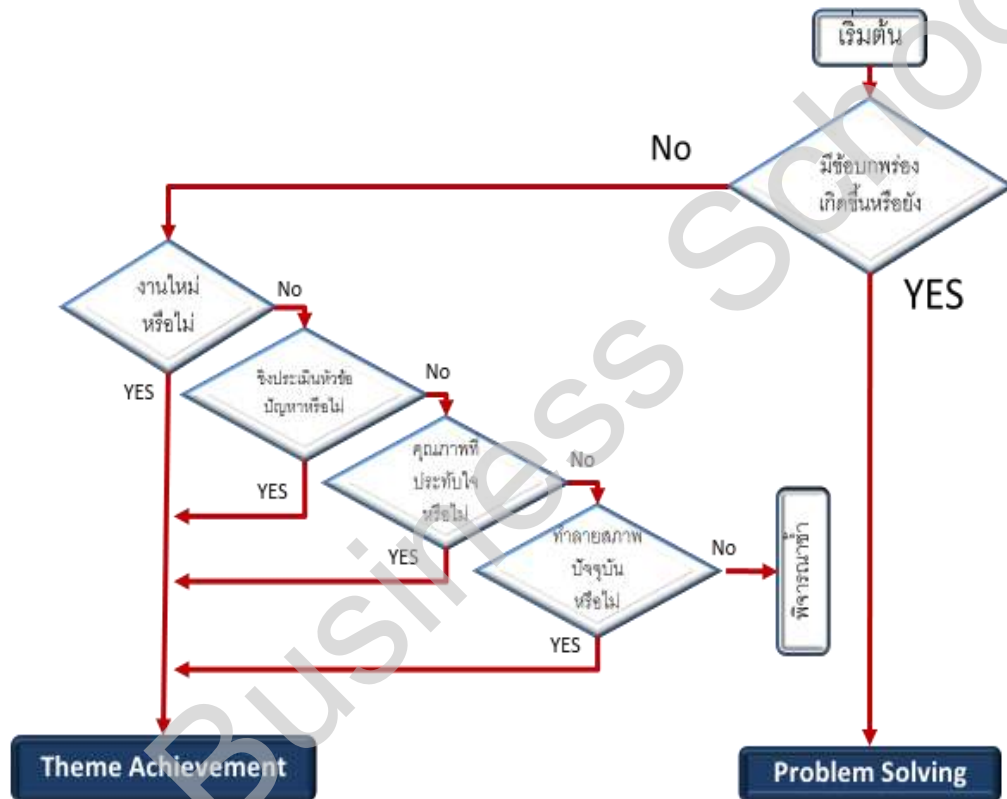 เริ่มต้น
มีข้อบกพร่อง
เกิดขึ้นหรือยัง
No
YES
งานใหม่
หรือไม่
No
YES
ชิงประเมินหัวข้อ
ปัญหาหรือไม่
No
YES
คุณภาพที่
ประทับใจ
หรือไม่
No
YES
ทำลายสภาพ
ปัจจุบัน
หรือไม่
No
YES
พิจารณาซ้ำ
Theme Achievement
Problem Solving
Business School